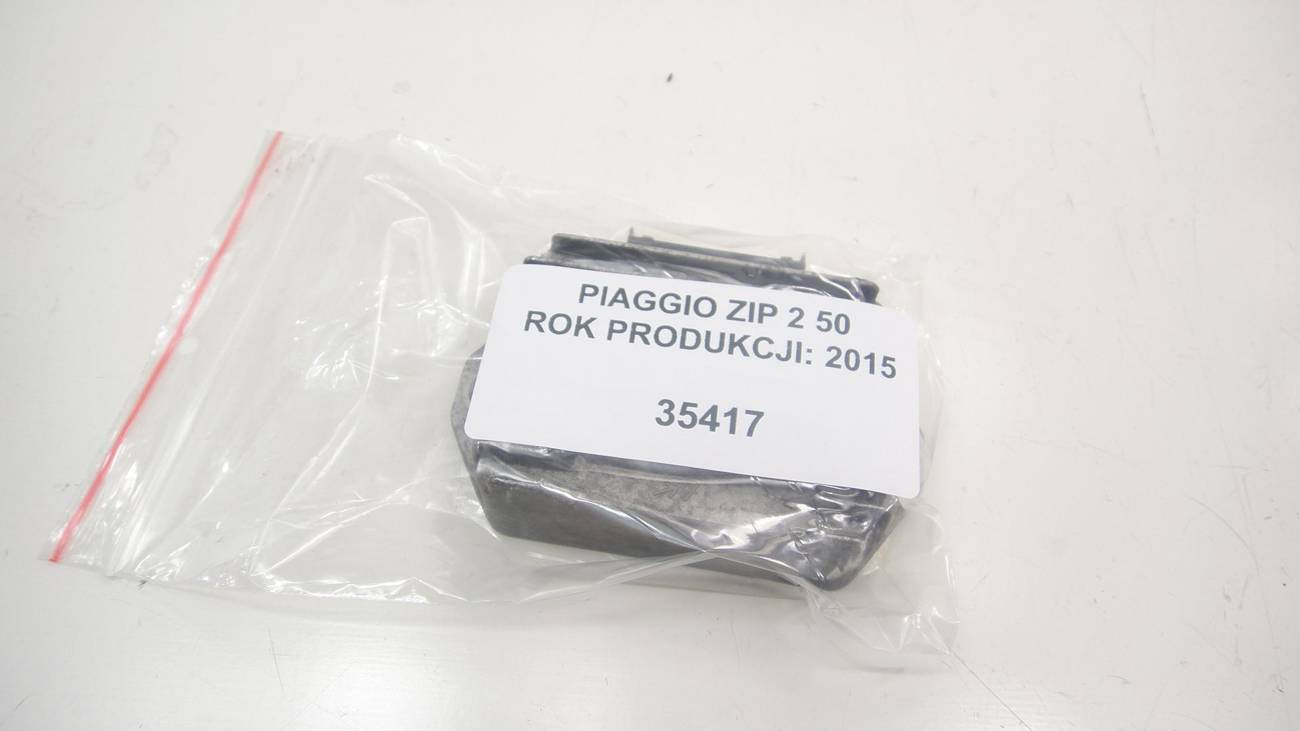 PIAGGIO ZIP 2 50
ROK PRODUKCJI: 2015
35417